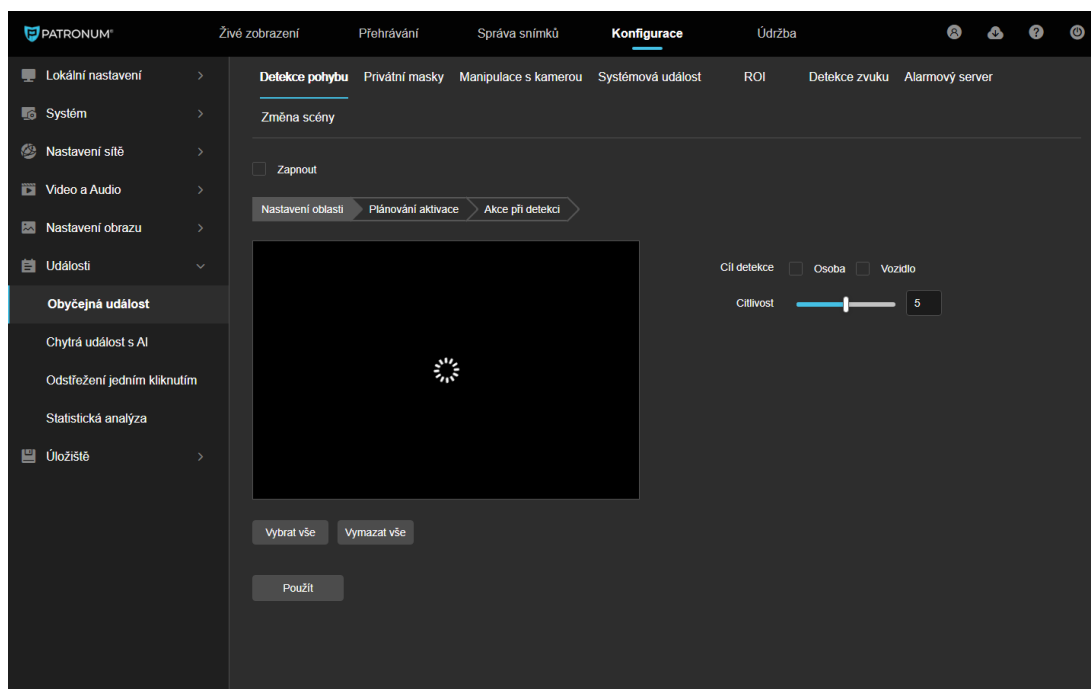 PATRONUM®
Živé zobrazení
Přehrávání
Správa snímků
Konfigurace
Údržba
Lokální nastavení
Systém
Nastavení sítě
Video a Audio
Nastavení obrazu
Události
Obyčejná událost
Chytrá událost s AI
Odstřežení jedním kliknutím
Statistická analýza
Úložiště
Detekce pohybu
Privátní masky
Manipulace s kamerou
Systémová událost
ROI
Detekce zvuku
Alarmový server
Změna scény
Zapnout
Nastavení oblasti
Plánování aktivace
Akce při detekci
Cíl detekce
Osoba
Vozidlo
Citlivost
5
Vybrat vše
Vymazat vše
Použít